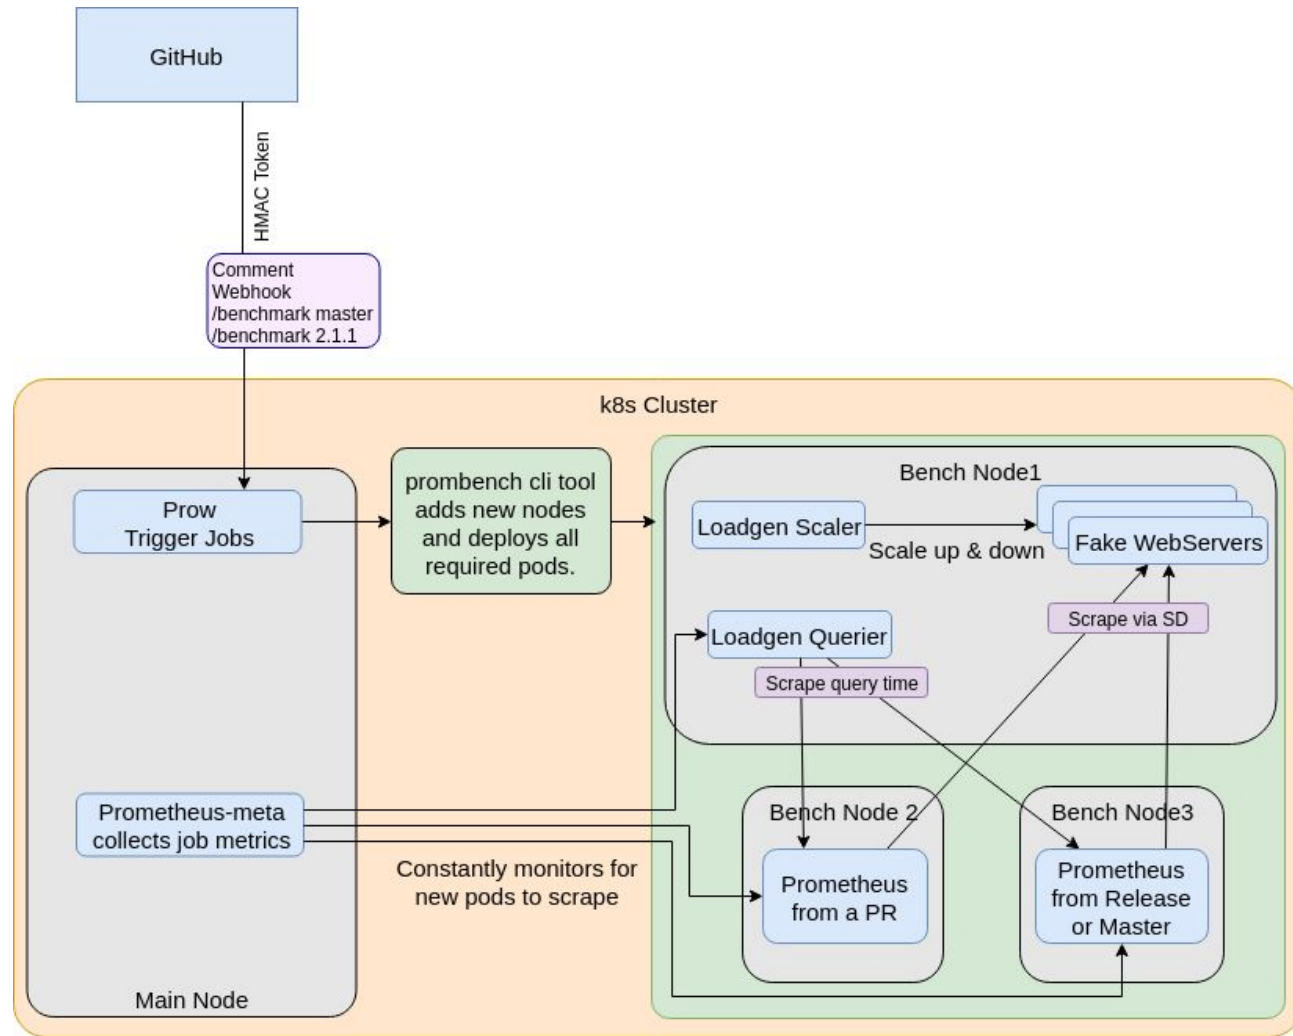 GitHub
HMAC Token
Comment
Webhook
/benchmark master
/benchmark 2.1.1
k8s Cluster
Prow
Trigger Jobs
prombench cli tool
adds new nodes
and deploys all
required pods.
Bench Node1
Loadgen Scaler
Scale up & down
Fake WebServers
Scrape via SD
Loadgen Querier
Scrape query time
Prometheus-meta
collects job metrics
Constantly monitors for
new pods to scrape
Bench Node 2
Prometheus
from a PR
Bench Node3
Prometheus
from Release
or Master
Main Node